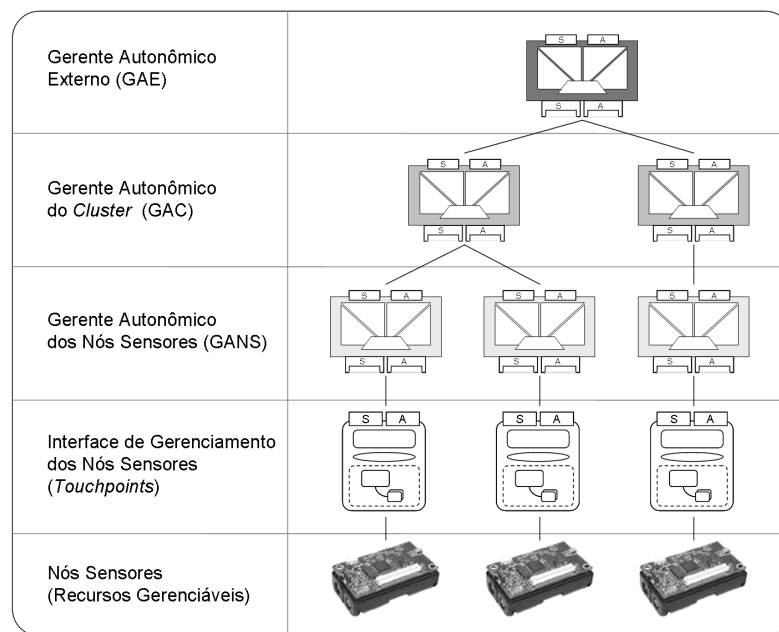 Gerente Autonômico
Externo (GAE)
S A
S A
Gerente Autonômico
do Cluster (GAC)
S A S A
S A S A
Gerente Autonômico
dos Nós Sensores (GANS)
S A S A S A
S A S A S A
Interface de Gerenciamento
dos Nós Sensores
(Touchpoints)
S A S A S A
Nós Sensores
(Recursos Gerenciáveis)